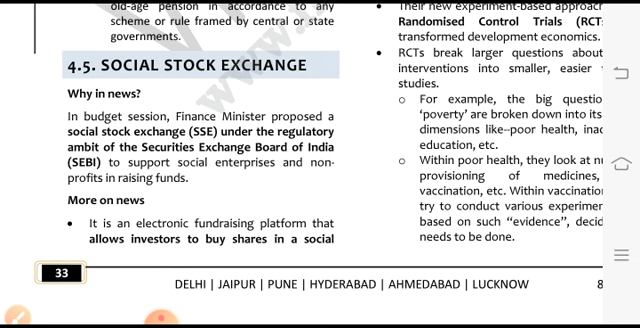 old-age pension in accordance to any
scheme or rule framed by central or state
governments.
4.5. SOCIAL STOCK EXCHANGE
Why in news?
In budget session, Finance Minister proposed a
social stock exchange (SSE) under the regulatory
ambit of the Securities Exchange Board of India
(SEBI) to support social enterprises and non-
profits in raising funds.
More on news
• It is an electronic fundraising platform that
allows investors to buy shares in a social
• Their new experiment-based approac
Randomised Control Trials (RCT
transformed development economics.
• RCTs break larger questions about
interventions into smaller, easier
studies.
o For example, the big questio
'poverty' are broken down into its
dimensions like–poor health, ina
education, etc.
o Within poor health, they look at n
provisioning of medicines,
vaccination, etc. Within vaccinatio
try to conduct various experimer
based on such "evidence", decid
needs to be done.
33
DELHI | JAIPUR | PUNE | HYDERABAD | AHMEDABAD | LUCKNOW
8